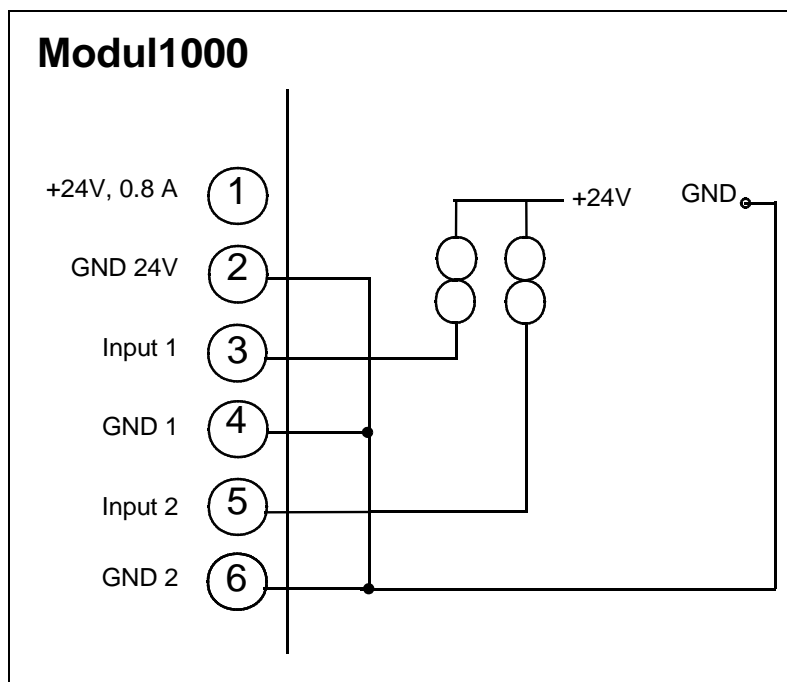 Modul1000
+24V, 0.8 A
1
+24V
GND
GND 24V
2
Input 1
3
GND 1
4
Input 2
5
GND 2
6